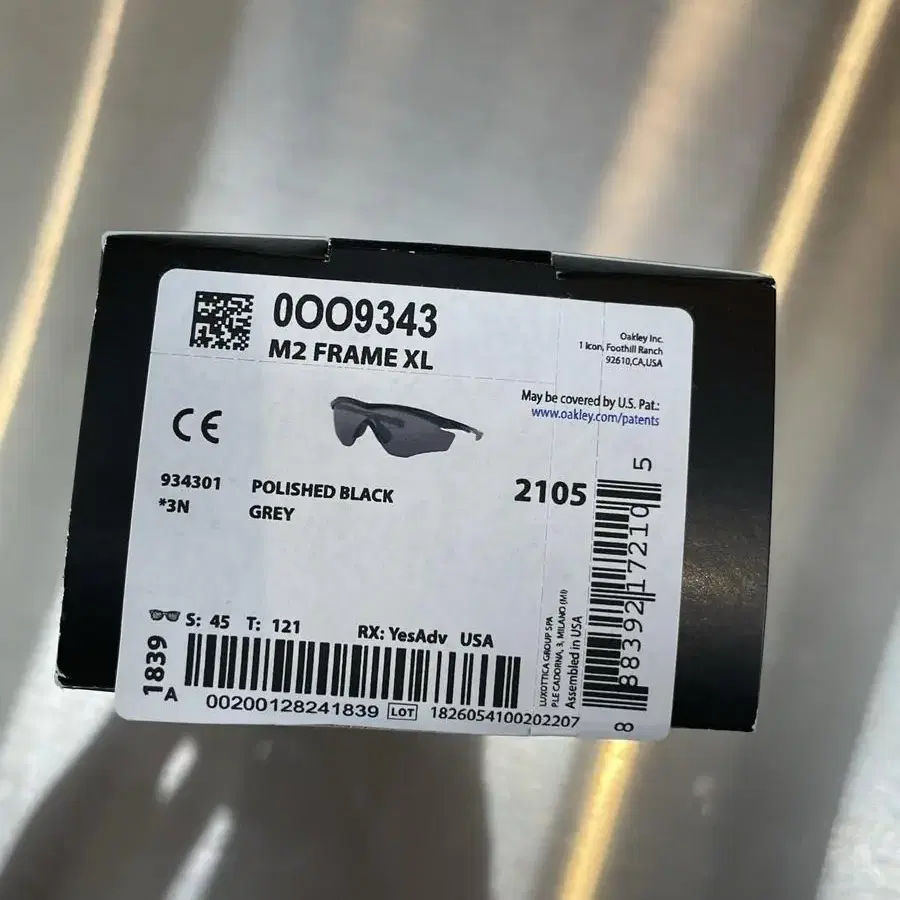 0OO9343
M2 FRAME XL
Oakley Inc.
1 Icon, Foothill Ranch
92610,CA,USA
May be covered by U.S. Pat.:
www.oakley.com/patents
CE
934301 POLISHED BLACK 2105
*3N GREY
S: 45 T: 121 RX: YesAdv USA
1839
A
00200128241839 LOT 1826054100202207
LUXOTTICA GROUP SPA
P.LE CADORNA, 3, MILANO (MI)
Assembled in USA
8 88392 17210 5